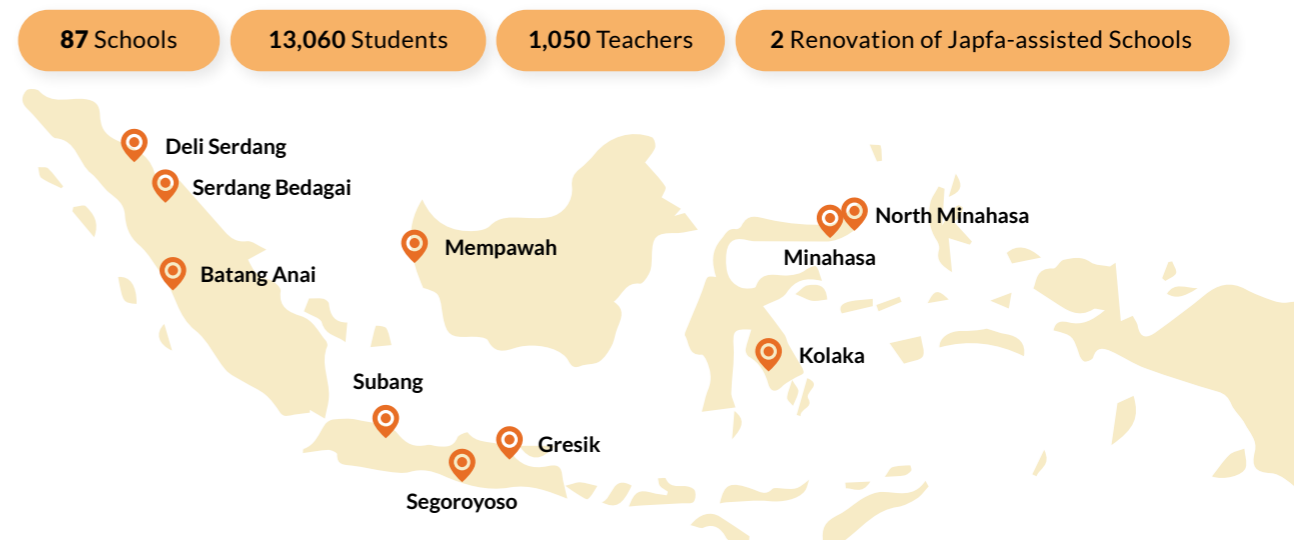 87 Schools
13,060 Students
1,050 Teachers
2 Renovation of Japfa-assisted Schools
Deli Serdang
Serdang Bedagai
Batang Anai
Mempawah
North Minahasa
Minahasa
Kolaka
Subang
Gresik
Segoroyoso